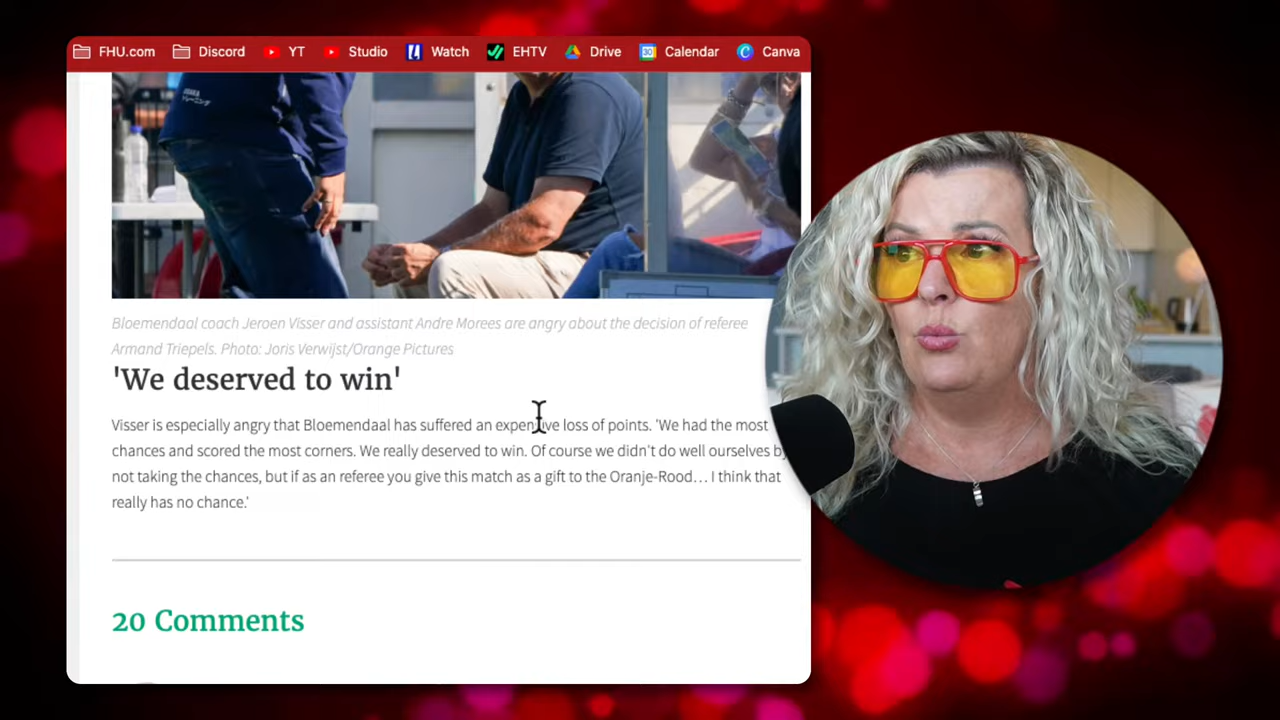 FHU.com Discord YT Studio Watch EHTV Drive Calendar Canva
Bloemendaal coach Jeroen Visser and assistant Andre Morees are angry about the decision of referee
Armand Triepels. Photo: Joris Verwijst/Orange Pictures
'We deserved to win'
Visser is especially angry that Bloemendaal has suffered an expensive loss of points. 'We had the most
chances and scored the most corners. We really deserved to win. Of course we didn't do well ourselves by
not taking the chances, but if as an referee you give this match as a gift to the Oranje-Rood... I think that
really has no chance.'
20 Comments